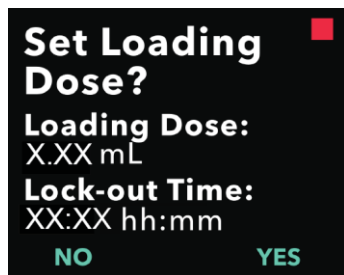 Set Loading
Dose?
Loading Dose:
X.XX mL
Lock-out Time:
XX:XX hh:mm
NO YES